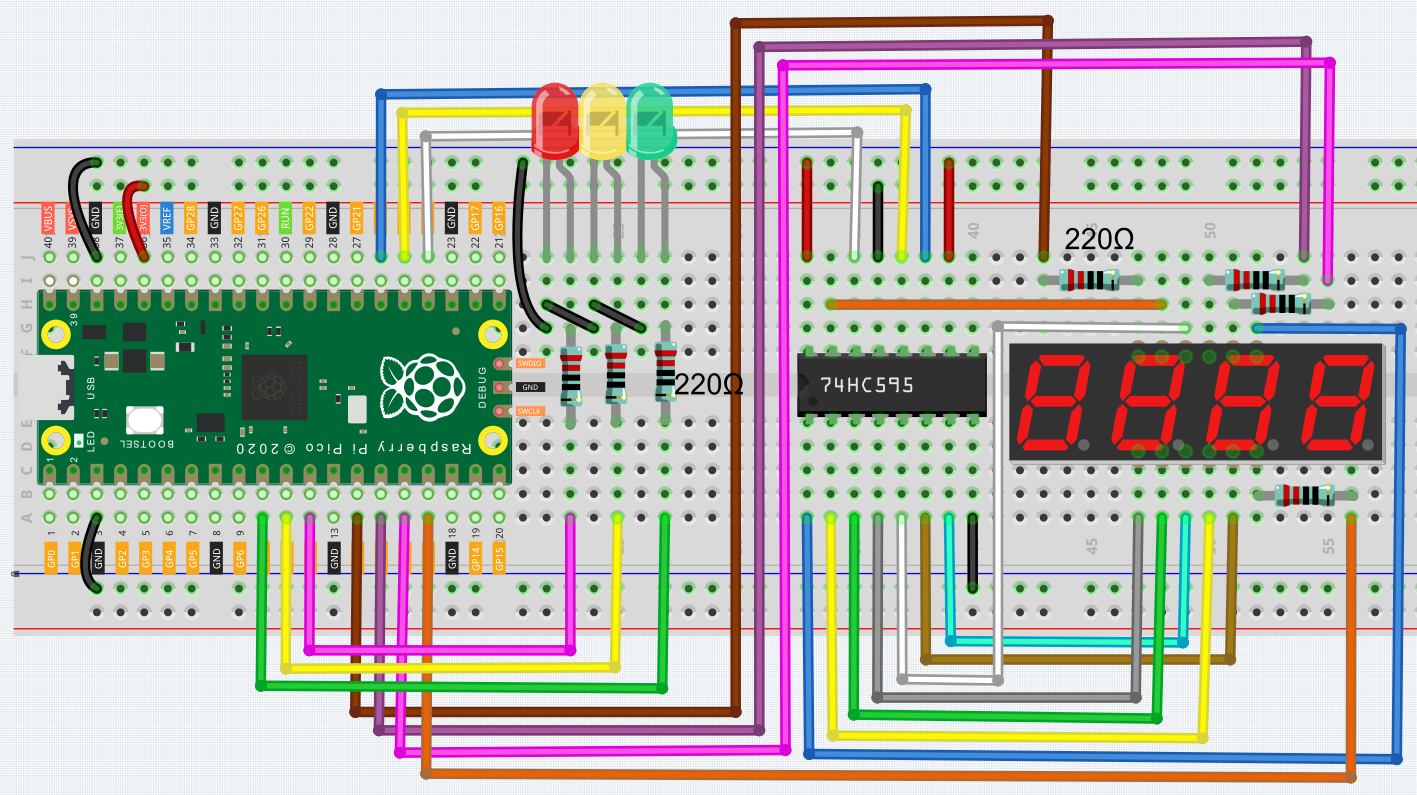 40 VBUS
39 VSYS
38 GND
37 3V3(E)
36 3V3(O)
35 VREF
34 GP28
33 GND
32 GP27
31 GP26
30 RUN
29 GP22
28 GND
27 GP21
23 GND
22 GP17
21 GP16
40
45
50
220Ω
J
I
H
G
F
E
D
C
B
A
39
USB
LED
BOOTSEL
1
2
Raspberry Pi Pico © 2020
DEBUG
SWDIO
GND
SWCLK
220Ω
74HC595
8888
1 GP0
2 GP1
3 GND
4 GP2
5 GP3
6 GP4
7 GP5
8 GND
9 GP6
13 GND
18 GND
19 GP14
20 GP15
45
55